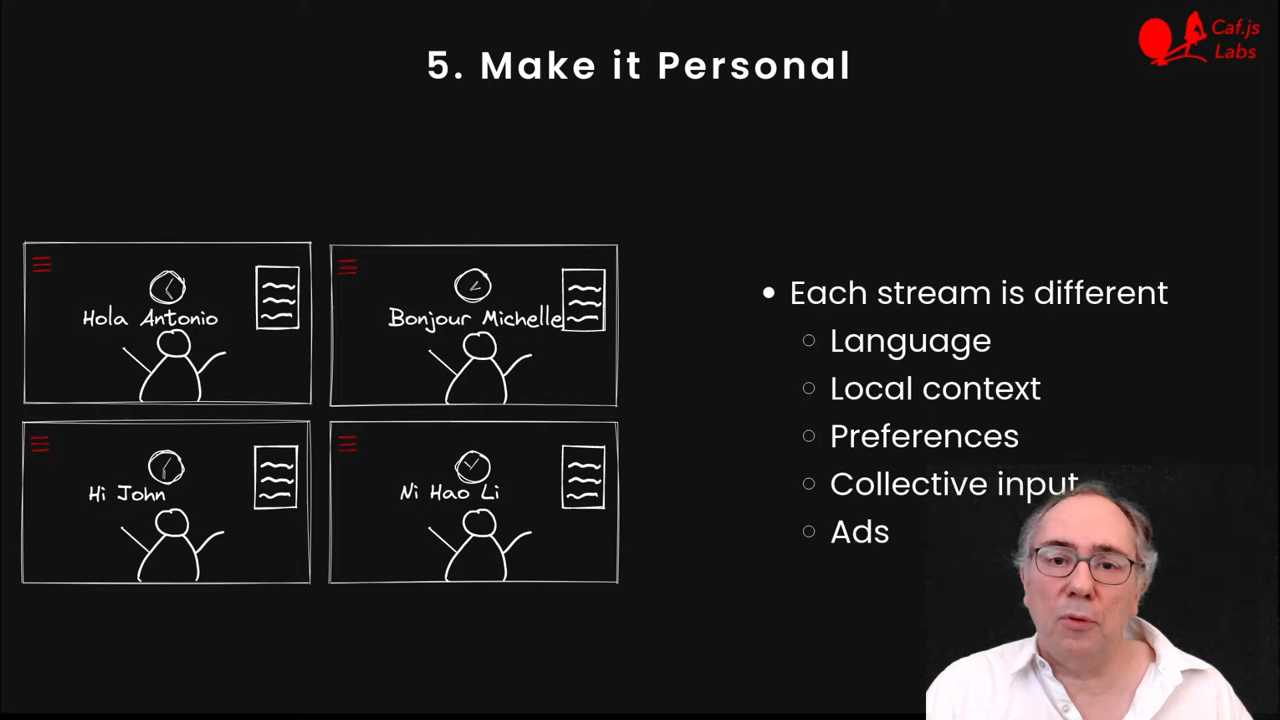 Caf.js
Labs
5. Make it Personal
Hola Antonio
Bonjour Michelle
Hi John
Ni Hao Li
Each stream is different
Language
Local context
Preferences
Collective input
Ads